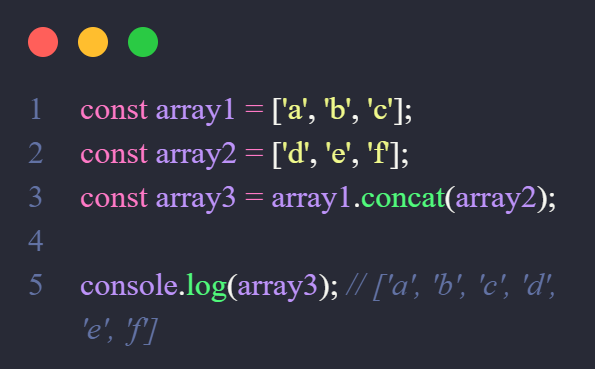 1 const array1 = ['a', 'b', 'c'];
2 const array2 = ['d', 'e', 'f'];
3 const array3 = array1.concat(array2);
4
5 console.log(array3); // ['a', 'b', 'c', 'd',
'e', 'f']